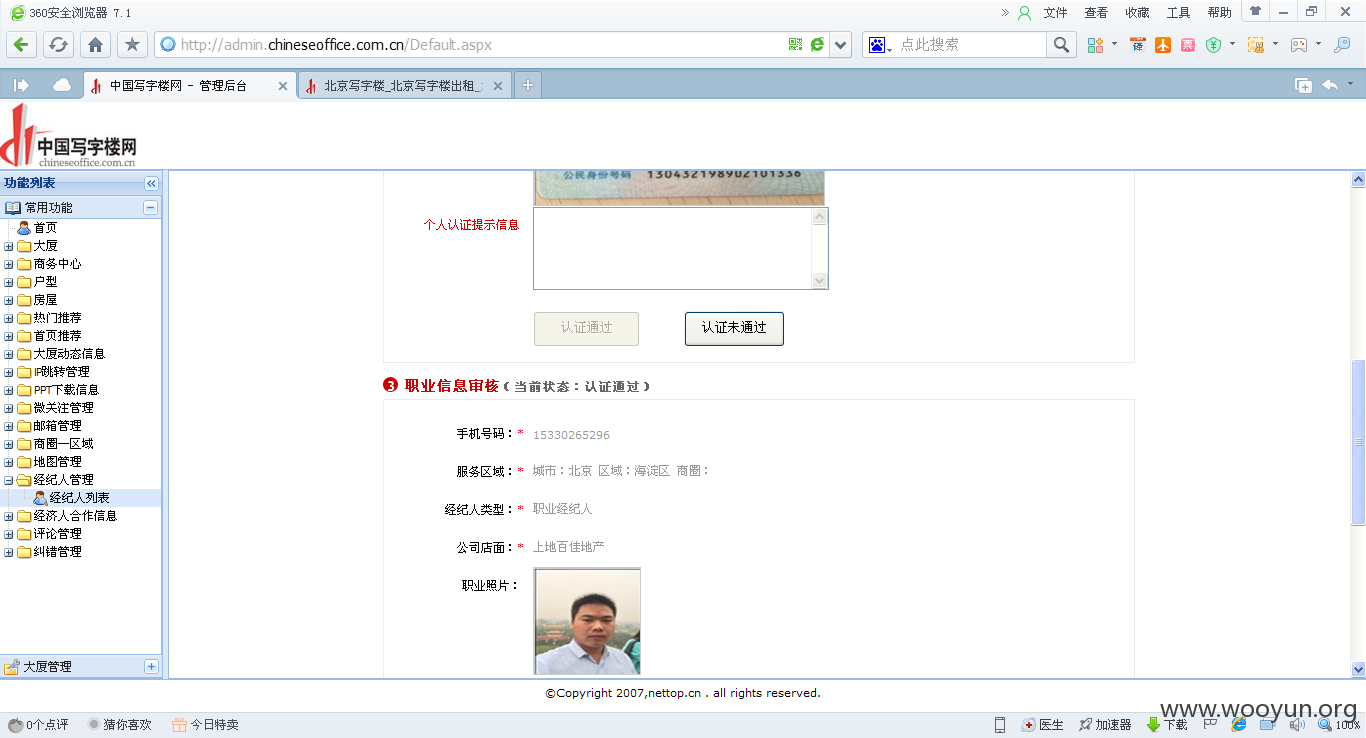 360安全浏览器 7.1
» 文件 查看 收藏 工具 帮助
http://admin.chineseoffice.com.cn/Default.aspx
点此搜索
译
中国写字楼网 - 管理后台
北京写字楼_北京写字楼出租_
中国写字楼网
chineseoffice.com.cn
功能列表
常用功能
首页
大厦
商务中心
户型
房屋
热门推荐
首页推荐
大厦动态信息
IP跳转管理
PPT下载信息
微关注管理
邮箱管理
商圈一区域
地图管理
经纪人管理
经纪人列表
经济人合作信息
评论管理
纠错管理
大厦管理
公民身份号码
个人认证提示信息
认证通过
认证未通过
3 职业信息审核 ( 当前状态：认证通过 )
手机号码：* 15330265296
服务区域：* 城市：北京 区域：海淀区 商圈：
经纪人类型：* 职业经纪人
公司店面：* 上地百佳地产
职业照片：
©Copyright 2007,nettop.cn . all rights reserved.
www.wooyun.org
0个点评 猜你喜欢 今日特卖
医生 加速器 下载 100%